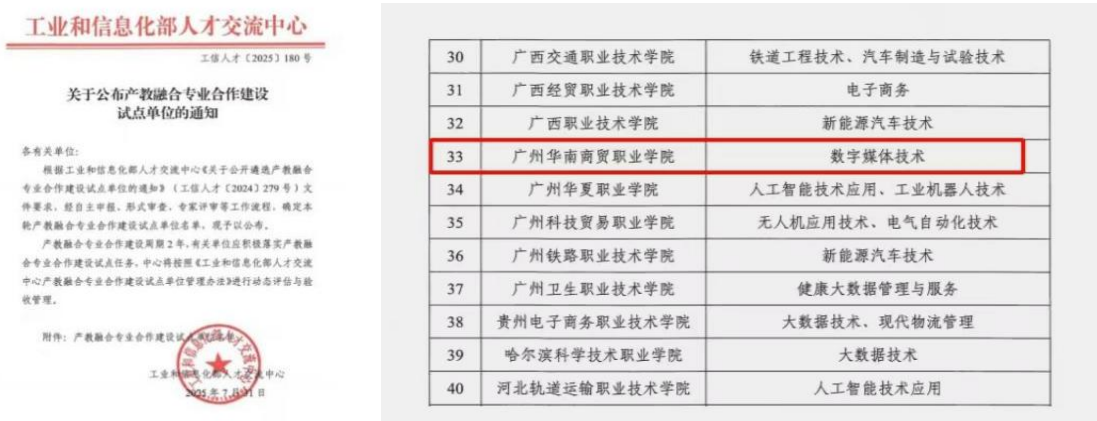 工业和信息化部人才交流中心
工信人才〔2025〕180号
关于公布产教融合专业合作建设
试点单位的通知
各有关单位:
根据工业和信息化部人才交流中心《关于公开遴选产教融合
专业合作建设试点单位的通知》（工信人才〔2024〕279号）文
件要求，经自主申报、形式审查、专家评审等工作流程，确定本
轮产教融合专业合作建设试点单位名单，现予以公布。
产教融合专业合作建设周期2年，有关单位应积极落实产教融
合专业合作建设试点任务，中心将按照《工业和信息化部人才交流
中心产教融合专业合作建设试点单位管理办法》进行动态评估与验
收管理。
附件：产教融合专业合作建设试点单位名单
工业和信息化部人才交流中心
2025年7月31日
30 广西交通职业技术学院 铁道工程技术、汽车制造与试验技术
31 广西经贸职业技术学院 电子商务
32 广西职业技术学院 新能源汽车技术
33 广州华南商贸职业学院 数字媒体技术
34 广州华夏职业学院 人工智能技术应用、工业机器人技术
35 广州科技贸易职业学院 无人机应用技术、电气自动化技术
36 广州铁路职业技术学院 新能源汽车技术
37 广州卫生职业技术学院 健康大数据管理与服务
38 贵州电子商务职业技术学院 大数据技术、现代物流管理
39 哈尔滨科学技术职业学院 大数据技术
40 河北轨道运输职业技术学院 人工智能技术应用